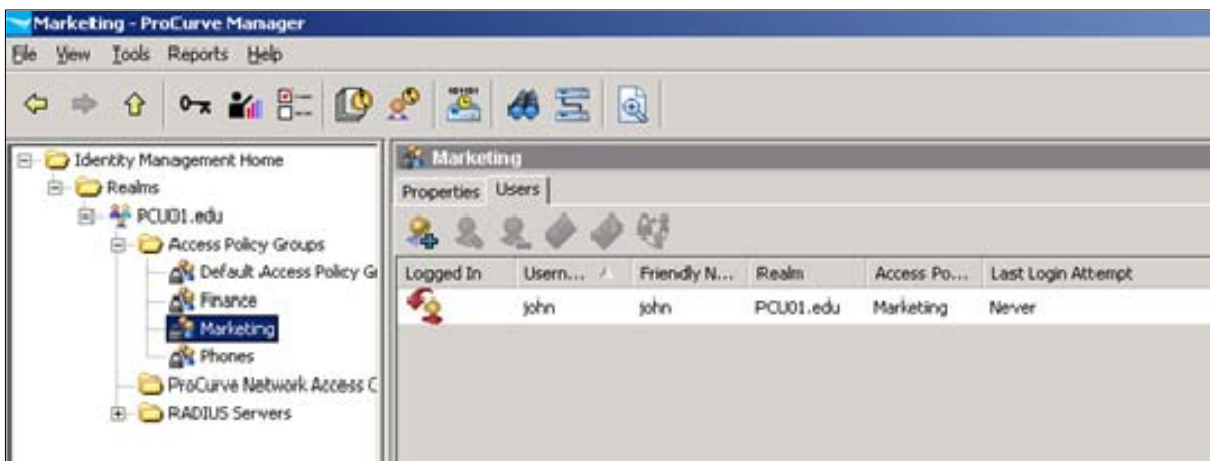 Marketing - ProCurve Manager
File View Tools Reports Help
Identity Management Home
Realms
PCU01.edu
Access Policy Groups
Default Access Policy G
Finance
Marketing
Phones
ProCurve Network Access C
RADIUS Servers
Marketing
Properties Users
Logged In Usern... Friendly N... Realm Access Po... Last Login Attempt
john john PCU01.edu Marketing Never